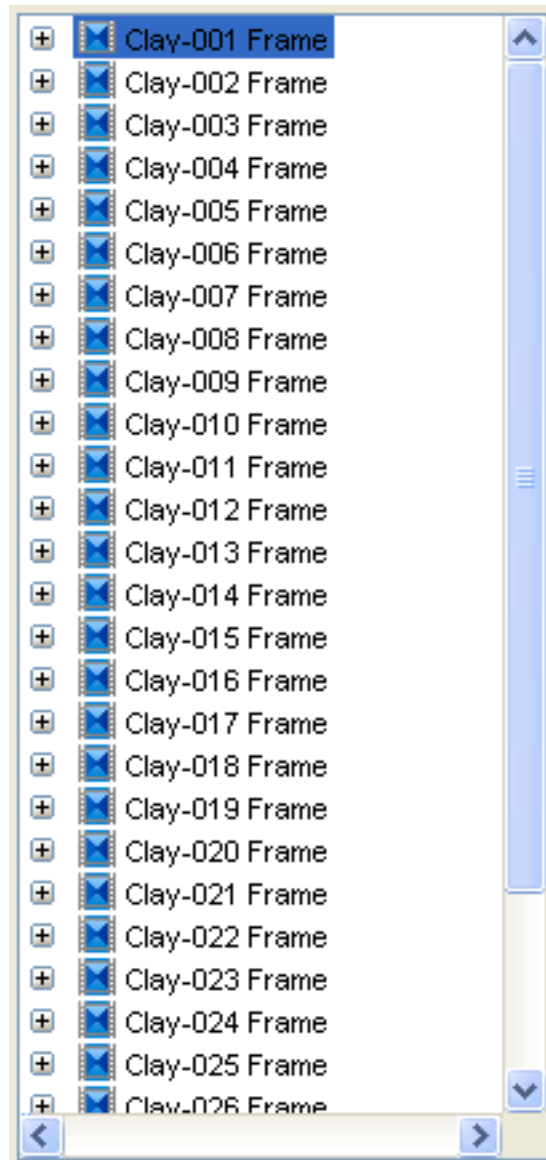 Clay-001 Frame
Clay-002 Frame
Clay-003 Frame
Clay-004 Frame
Clay-005 Frame
Clay-006 Frame
Clay-007 Frame
Clay-008 Frame
Clay-009 Frame
Clay-010 Frame
Clay-011 Frame
Clay-012 Frame
Clay-013 Frame
Clay-014 Frame
Clay-015 Frame
Clay-016 Frame
Clay-017 Frame
Clay-018 Frame
Clay-019 Frame
Clay-020 Frame
Clay-021 Frame
Clay-022 Frame
Clay-023 Frame
Clay-024 Frame
Clay-025 Frame
Clay-026 Frame